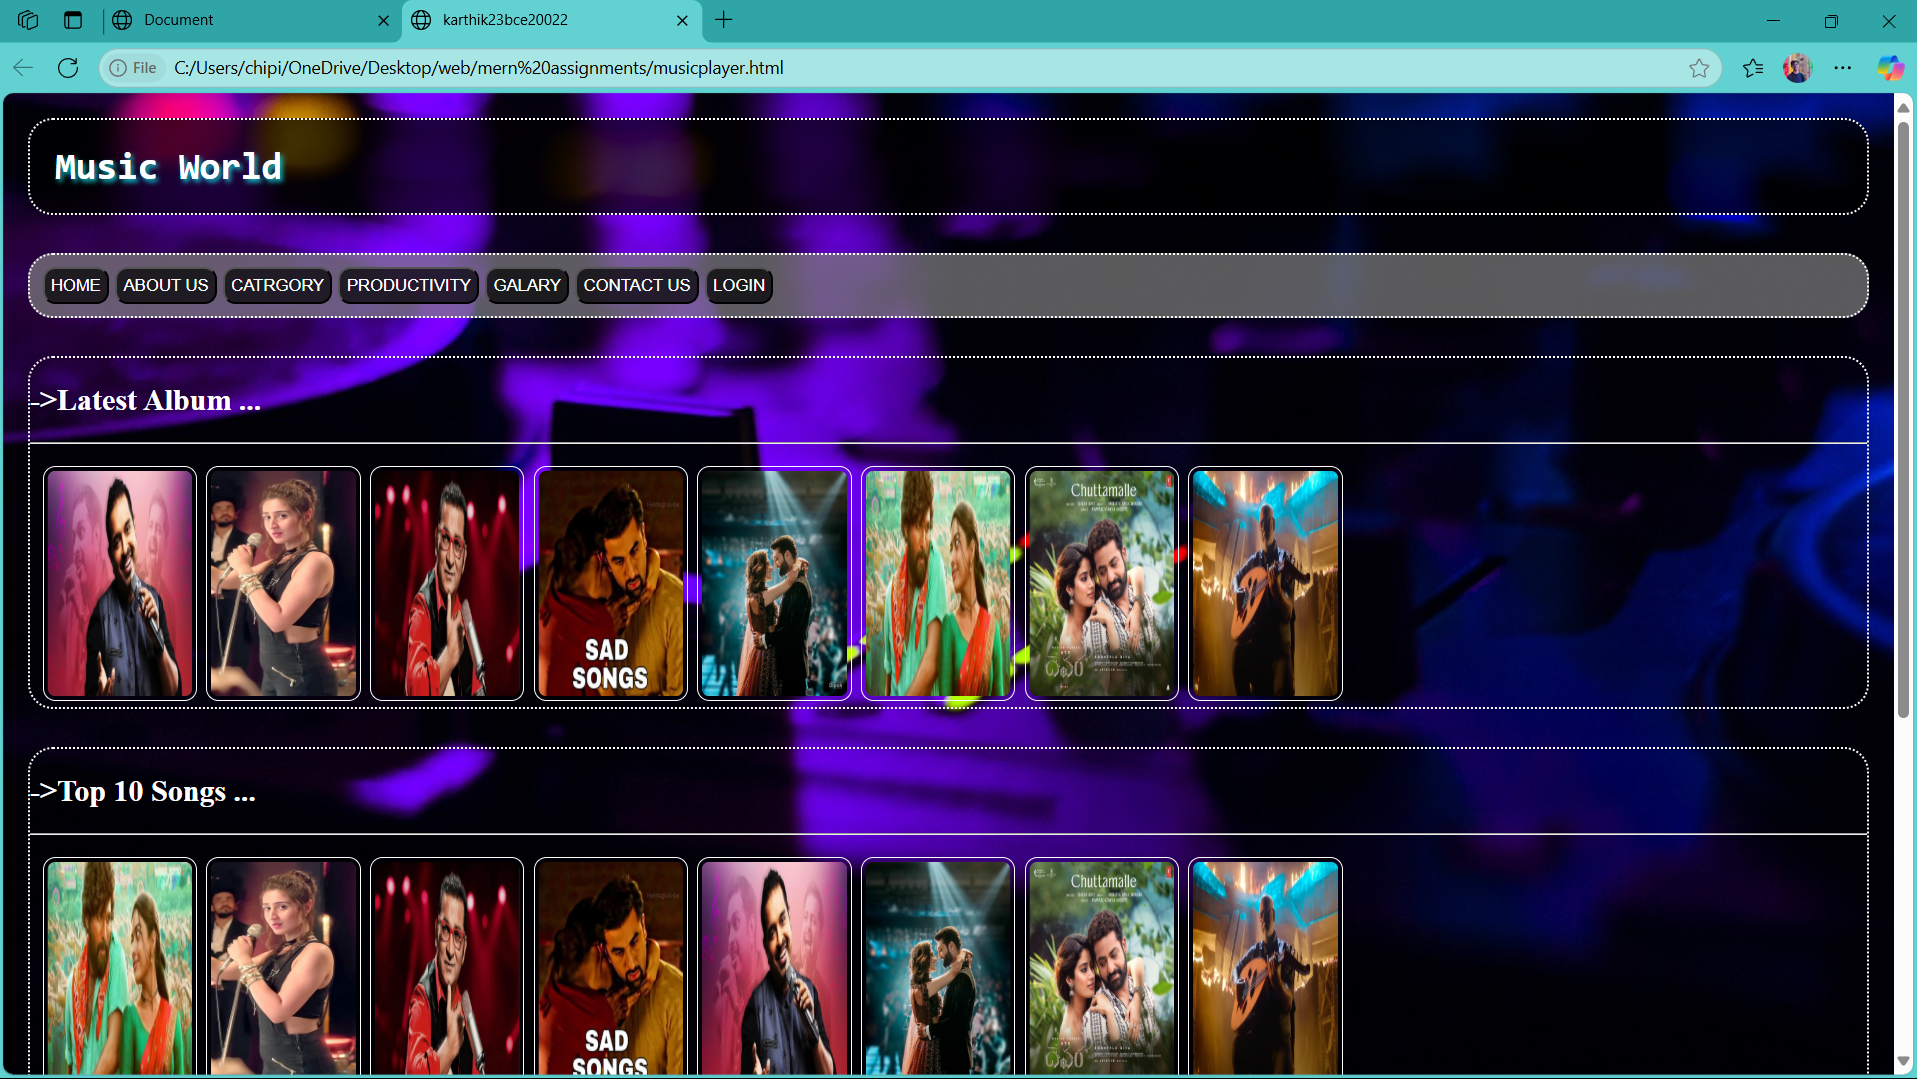 Document
karthik23bce20022
File
C:/Users/chipi/OneDrive/Desktop/web/mern%20assignments/musicplayer.html
Music World
HOME
ABOUT US
CATRGORY
PRODUCTIVITY
GALARY
CONTACT US
LOGIN
->Latest Album ...
SAD
SONGS
Chuttamalle
->Top 10 Songs ...
SAD
SONGS
Chuttamalle